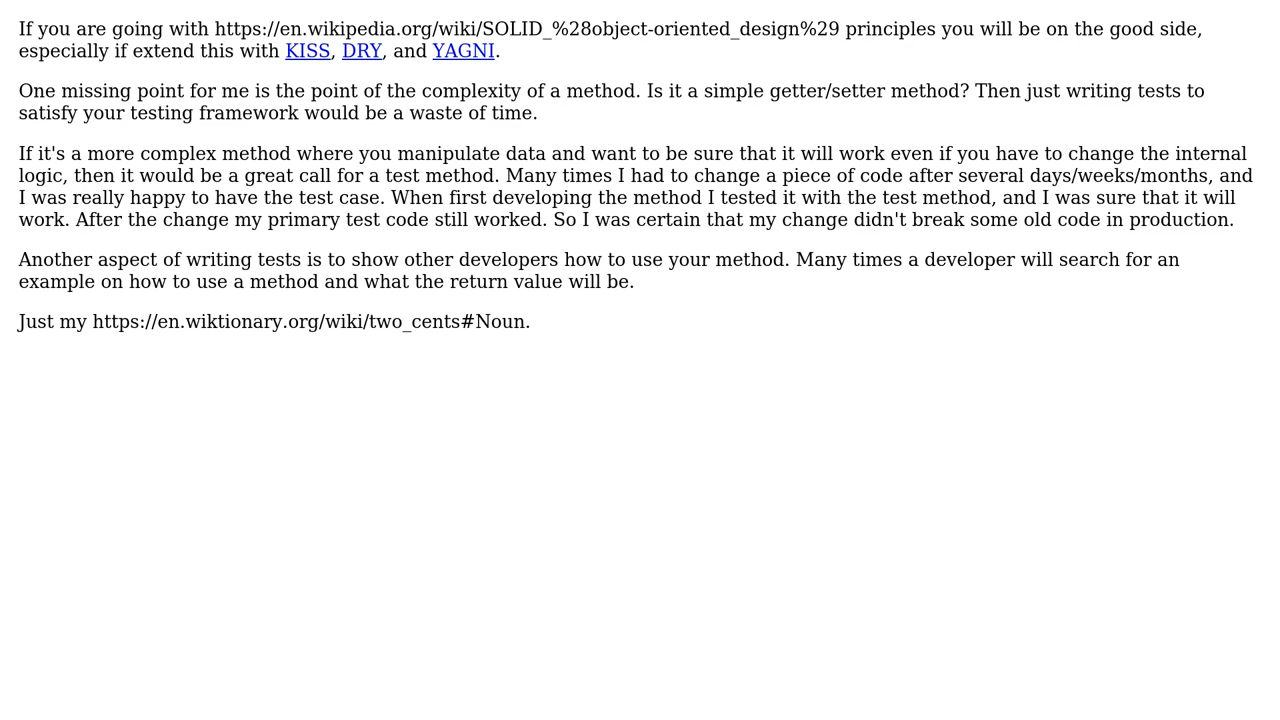 If you are going with https://en.wikipedia.org/wiki/SOLID_%28object-oriented_design%29 principles you will be on the good side,
especially if extend this with KISS, DRY, and YAGNI.
One missing point for me is the point of the complexity of a method. Is it a simple getter/setter method? Then just writing tests to
satisfy your testing framework would be a waste of time.
If it's a more complex method where you manipulate data and want to be sure that it will work even if you have to change the internal
logic, then it would be a great call for a test method. Many times I had to change a piece of code after several days/weeks/months, and
I was really happy to have the test case. When first developing the method I tested it with the test method, and I was sure that it will
work. After the change my primary test code still worked. So I was certain that my change didn't break some old code in production.
Another aspect of writing tests is to show other developers how to use your method. Many times a developer will search for an
example on how to use a method and what the return value will be.
Just my https://en.wiktionary.org/wiki/two_cents#Noun.